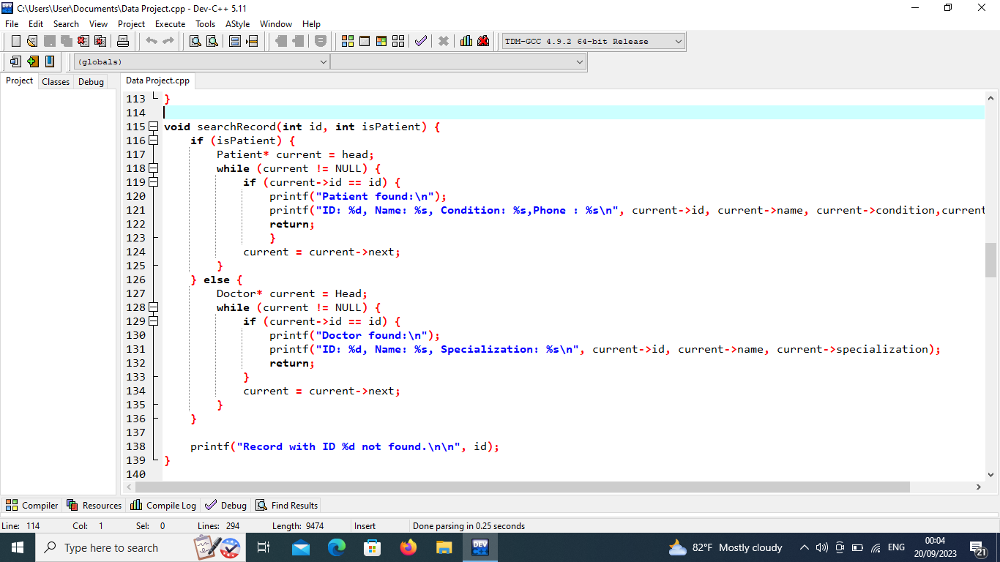 C:\Users\User\Documents\Data Project.cpp - Dev-C++ 5.11
File Edit Search View Project Execute Tools AStyle Window Help
TDM-GCC 4.9.2 64-bit Release
(globals)
Project Classes Debug Data Project.cpp
113 }
114
115 void searchRecord(int id, int isPatient) {
116     if (isPatient) {
117         Patient* current = head;
118         while (current != NULL) {
119             if (current->id == id) {
120                 printf("Patient found:\n");
121                 printf("ID: %d, Name: %s, Condition: %s,Phone : %s\n", current->id, current->name, current->condition,current
122                 return;
123                 }
124             current = current->next;
125         }
126     } else {
127         Doctor* current = Head;
128         while (current != NULL) {
129             if (current->id == id) {
130                 printf("Doctor found:\n");
131                 printf("ID: %d, Name: %s, Specialization: %s\n", current->id, current->name, current->specialization);
132                 return;
133             }
134             current = current->next;
135         }
136     }
137
138     printf("Record with ID %d not found.\n\n", id);
139 }
140
Compiler Resources Compile Log Debug Find Results
Line: 114 Col: 1 Sel: 0 Lines: 294 Length: 9474 Insert Done parsing in 0.25 seconds
Type here to search DEV 82°F Mostly cloudy ENG 00:04
20/09/2023 21